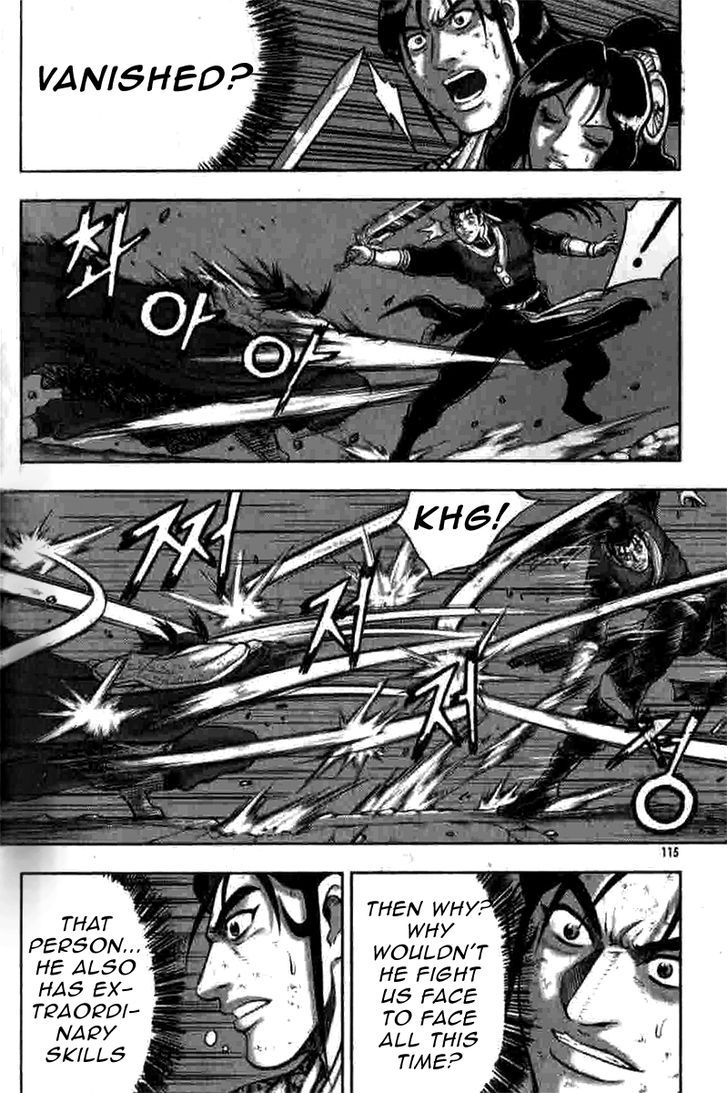 VANISHED?
촤
아
아
!
KHG!
쩌
저
저
엉
115
THAT
PERSON...
HE ALSO
HAS EX-
TRAORDI-
NARY
SKILLS
THEN WHY?
WHY
WOULDN'T
HE FIGHT
US FACE
TO FACE
ALL THIS
TIME?